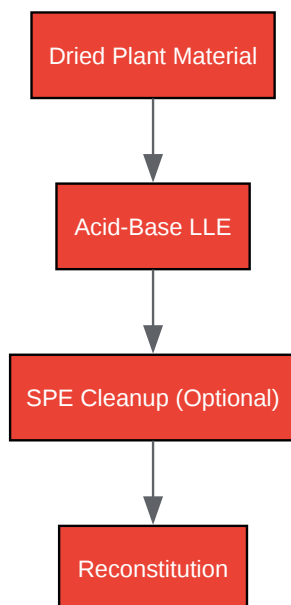 Dried Plant Material
Acid-Base LLE
SPE Cleanup (Optional)
Reconstitution